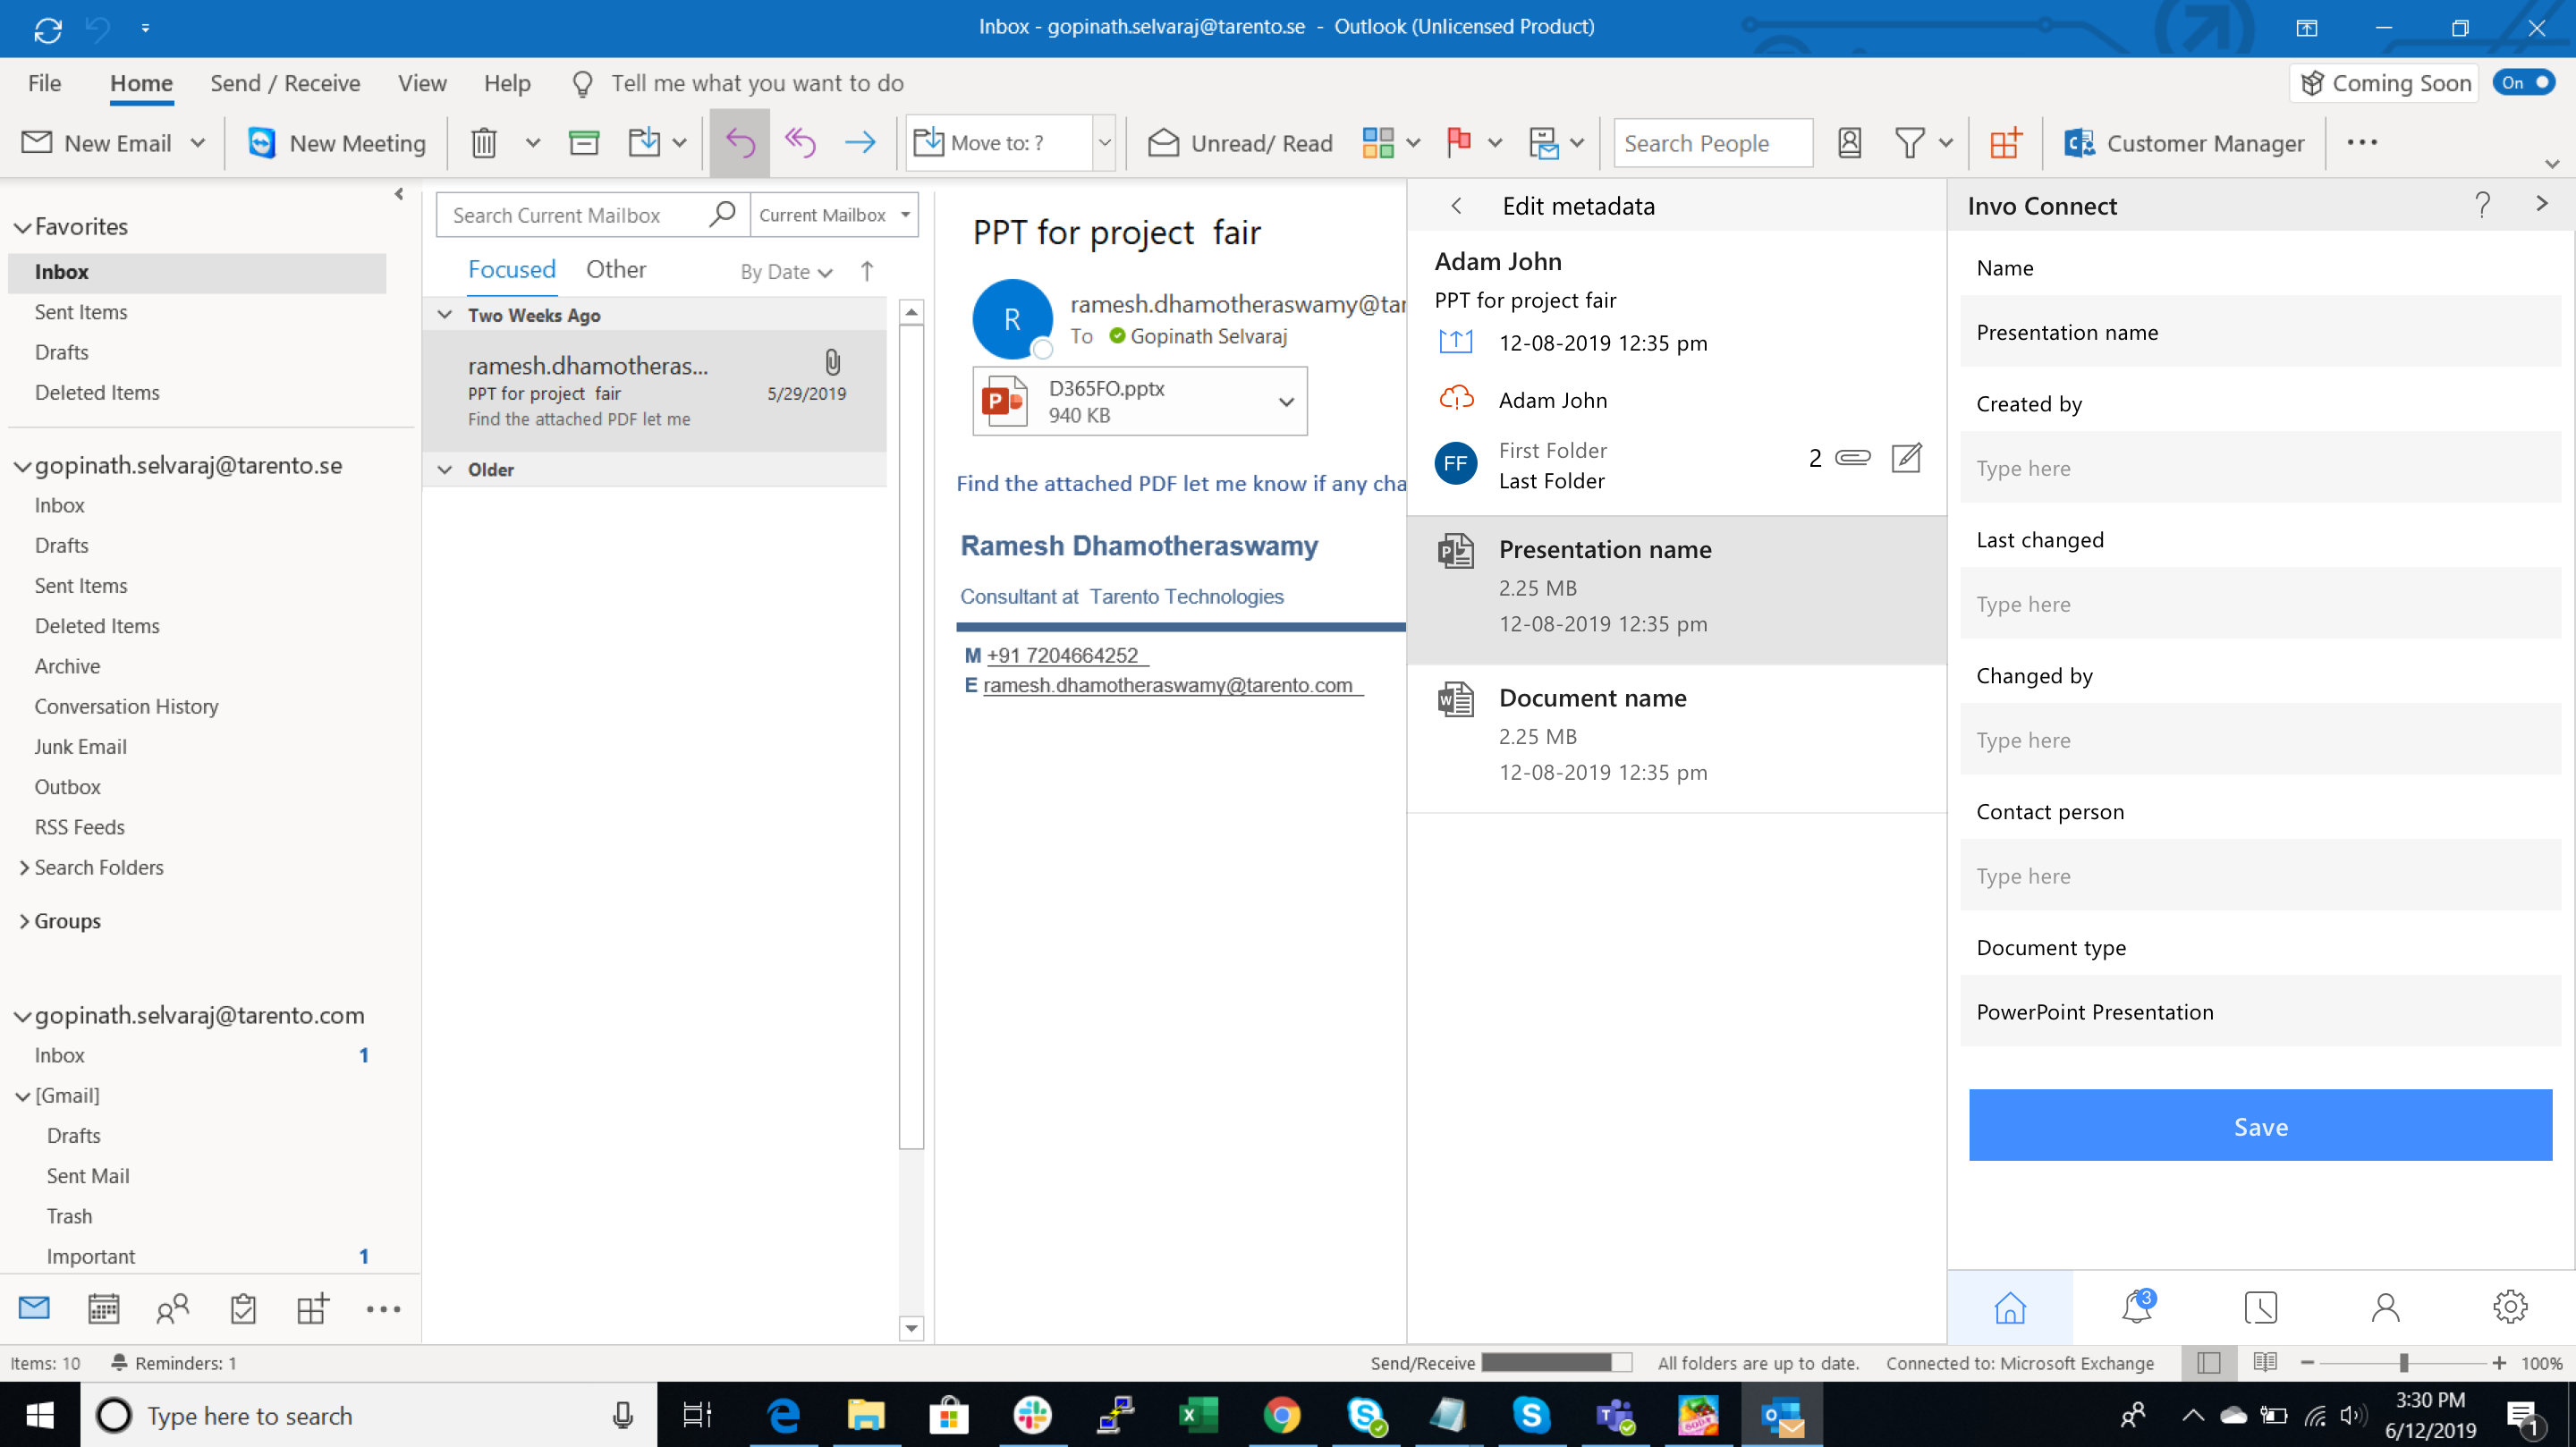 Inbox - gopinath.selvaraj@tarento.se - Outlook (Unlicensed Product)
File Home Send / Receive View Help Tell me what you want to do
Coming Soon On
New Email New Meeting Move to: ? Unread/ Read Search People Customer Manager
Favorites
Inbox
Sent Items
Drafts
Deleted Items
gopinath.selvaraj@tarento.se
Inbox
Drafts
Sent Items
Deleted Items
Archive
Conversation History
Junk Email
Outbox
RSS Feeds
Search Folders
Groups
gopinath.selvaraj@tarento.com
Inbox 1
[Gmail]
Drafts
Sent Mail
Trash
Important 1
Search Current Mailbox Current Mailbox
Focused Other By Date
Two Weeks Ago
ramesh.dhamotheras...
PPT for project fair 5/29/2019
Find the attached PDF let me
Older
PPT for project fair
R
ramesh.dhamotheraswamy@tar
To Gopinath Selvaraj
D365FO.pptx
940 KB
Find the attached PDF let me know if any cha
Ramesh Dhamotheraswamy
Consultant at Tarento Technologies
M +91 7204664252
E ramesh.dhamotheraswamy@tarento.com
Edit metadata
Adam John
PPT for project fair
12-08-2019 12:35 pm
Adam John
FF
First Folder
Last Folder
2
Presentation name
2.25 MB
12-08-2019 12:35 pm
Document name
2.25 MB
12-08-2019 12:35 pm
Invo Connect ?
Name
Presentation name
Created by
Type here
Last changed
Type here
Changed by
Type here
Contact person
Type here
Document type
PowerPoint Presentation
Save
3
Items: 10 Reminders: 1
Send/Receive All folders are up to date. Connected to: Microsoft Exchange 100%
Type here to search
3:30 PM
6/12/2019
1